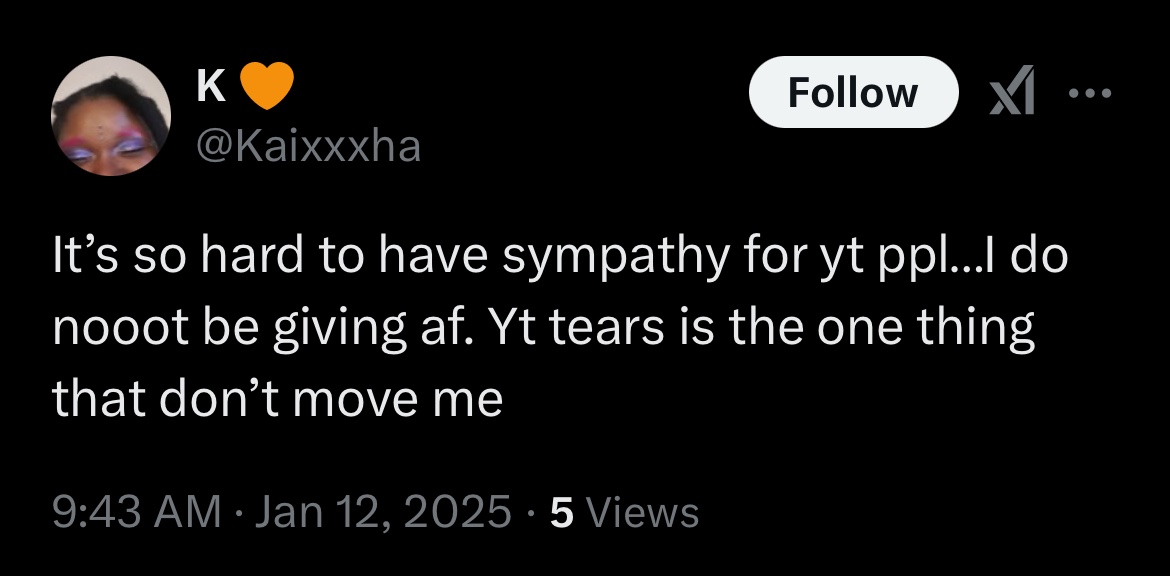 K 🧡
Follow
@Kaixxxha
It’s so hard to have sympathy for yt ppl...I do
nooot be giving af. Yt tears is the one thing
that don’t move me
9:43 AM · Jan 12, 2025 · 5 Views